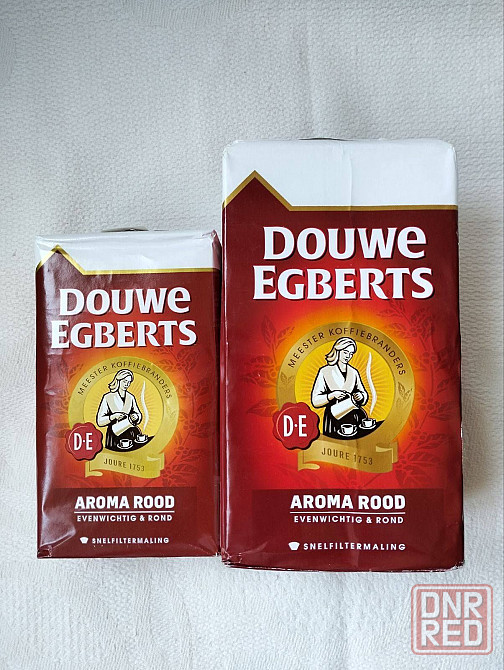 DOUWE
EGBERTS
MEESTER KOFFIEBRANDERS
D·E
JOURE 1753
AROMA ROOD
EVENWICHTIG & ROND
SNELFILTERMALING
DOUWE
EGBERTS
MEESTER KOFFIEBRANDERS
D·E
JOURE 1753
AROMA ROOD
EVENWICHTIG & ROND
SNELFILTERMALING
DNR
RED